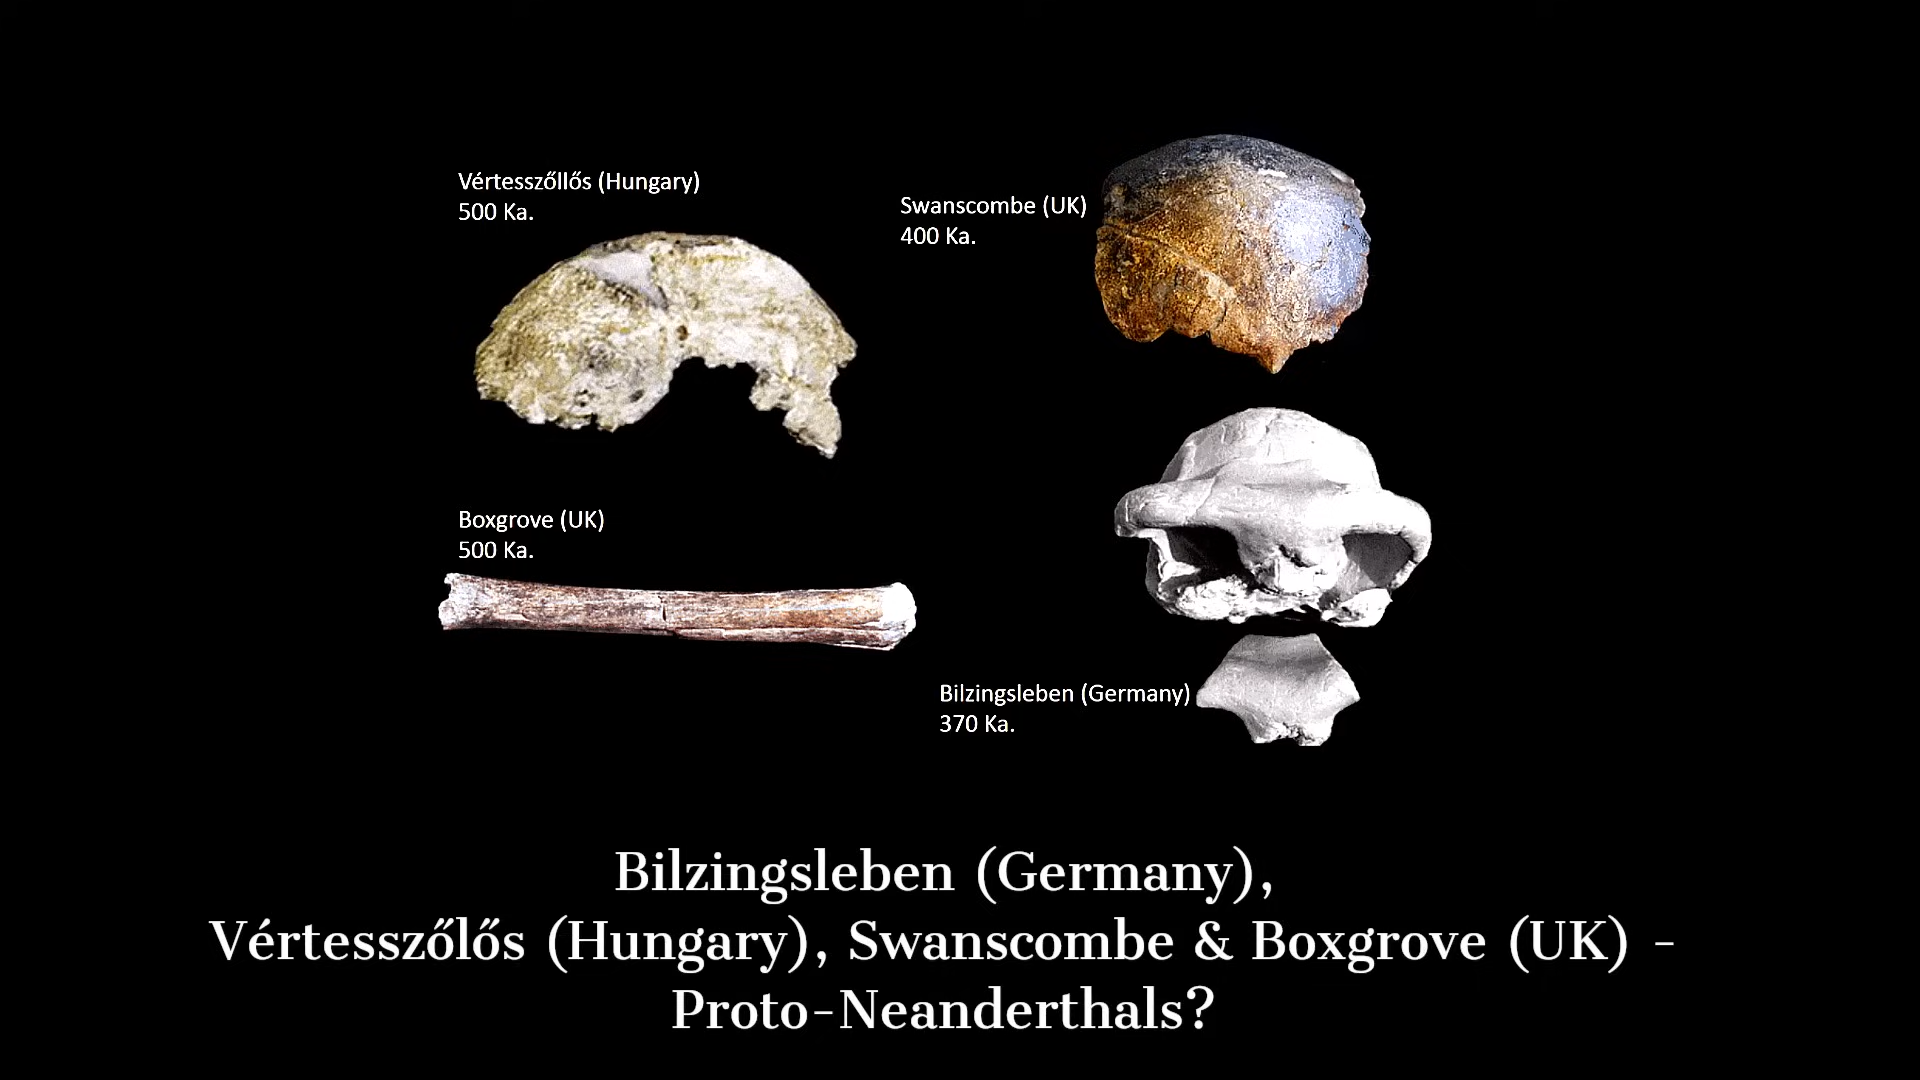 Vértesszőllős (Hungary)
500 Ka.
Swanscombe (UK)
400 Ka.
Boxgrove (UK)
500 Ka.
Bilzingsleben (Germany)
370 Ka.
Bilzingsleben (Germany),
Vértesszőlős (Hungary), Swanscombe & Boxgrove (UK) -
Proto-Neanderthals?